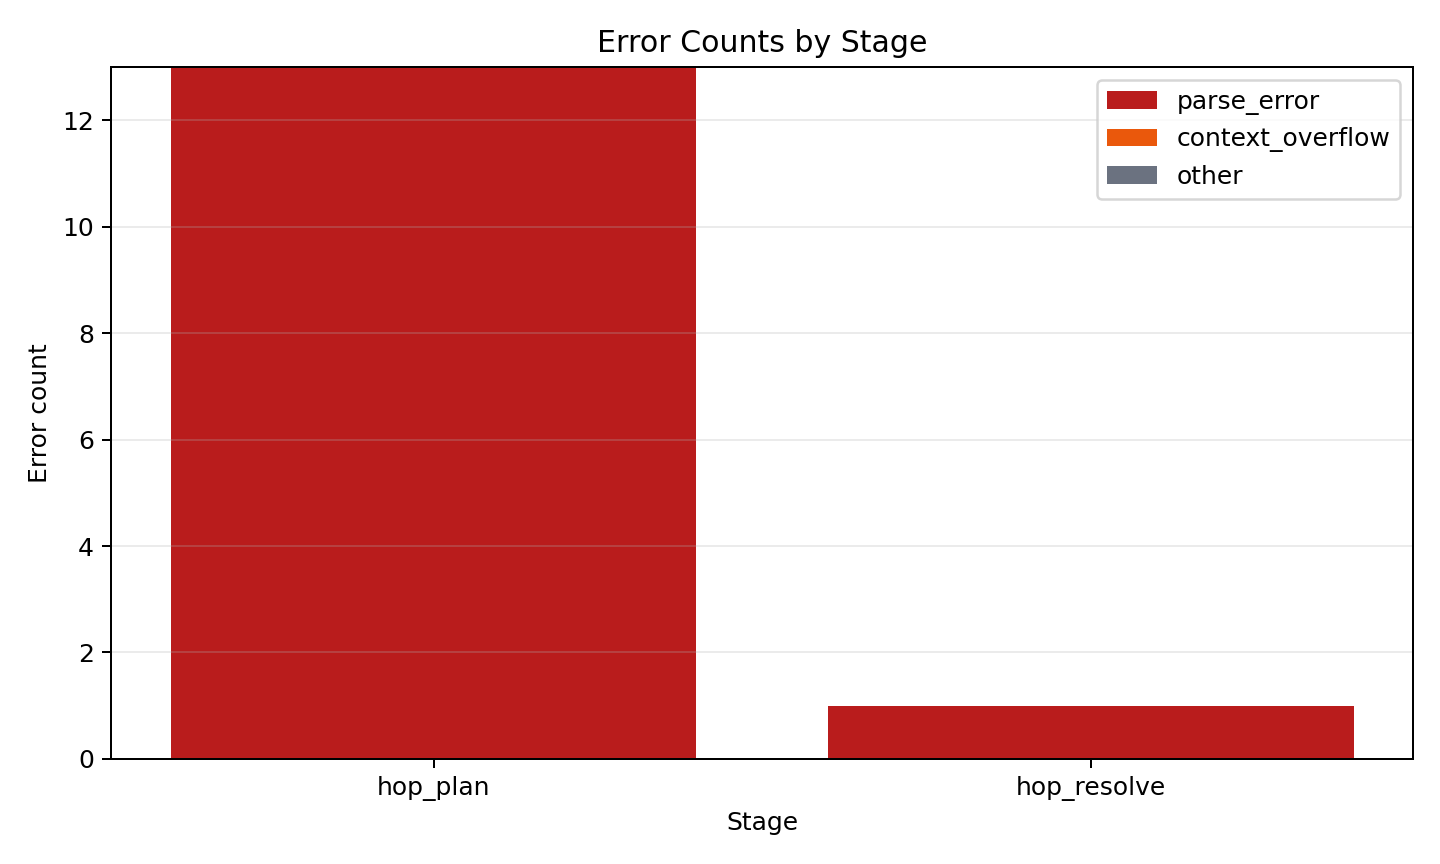 Error Counts by Stage
parse_error
context_overflow
other
12
10
8
6
4
2
0
Error count
hop_plan
hop_resolve
Stage